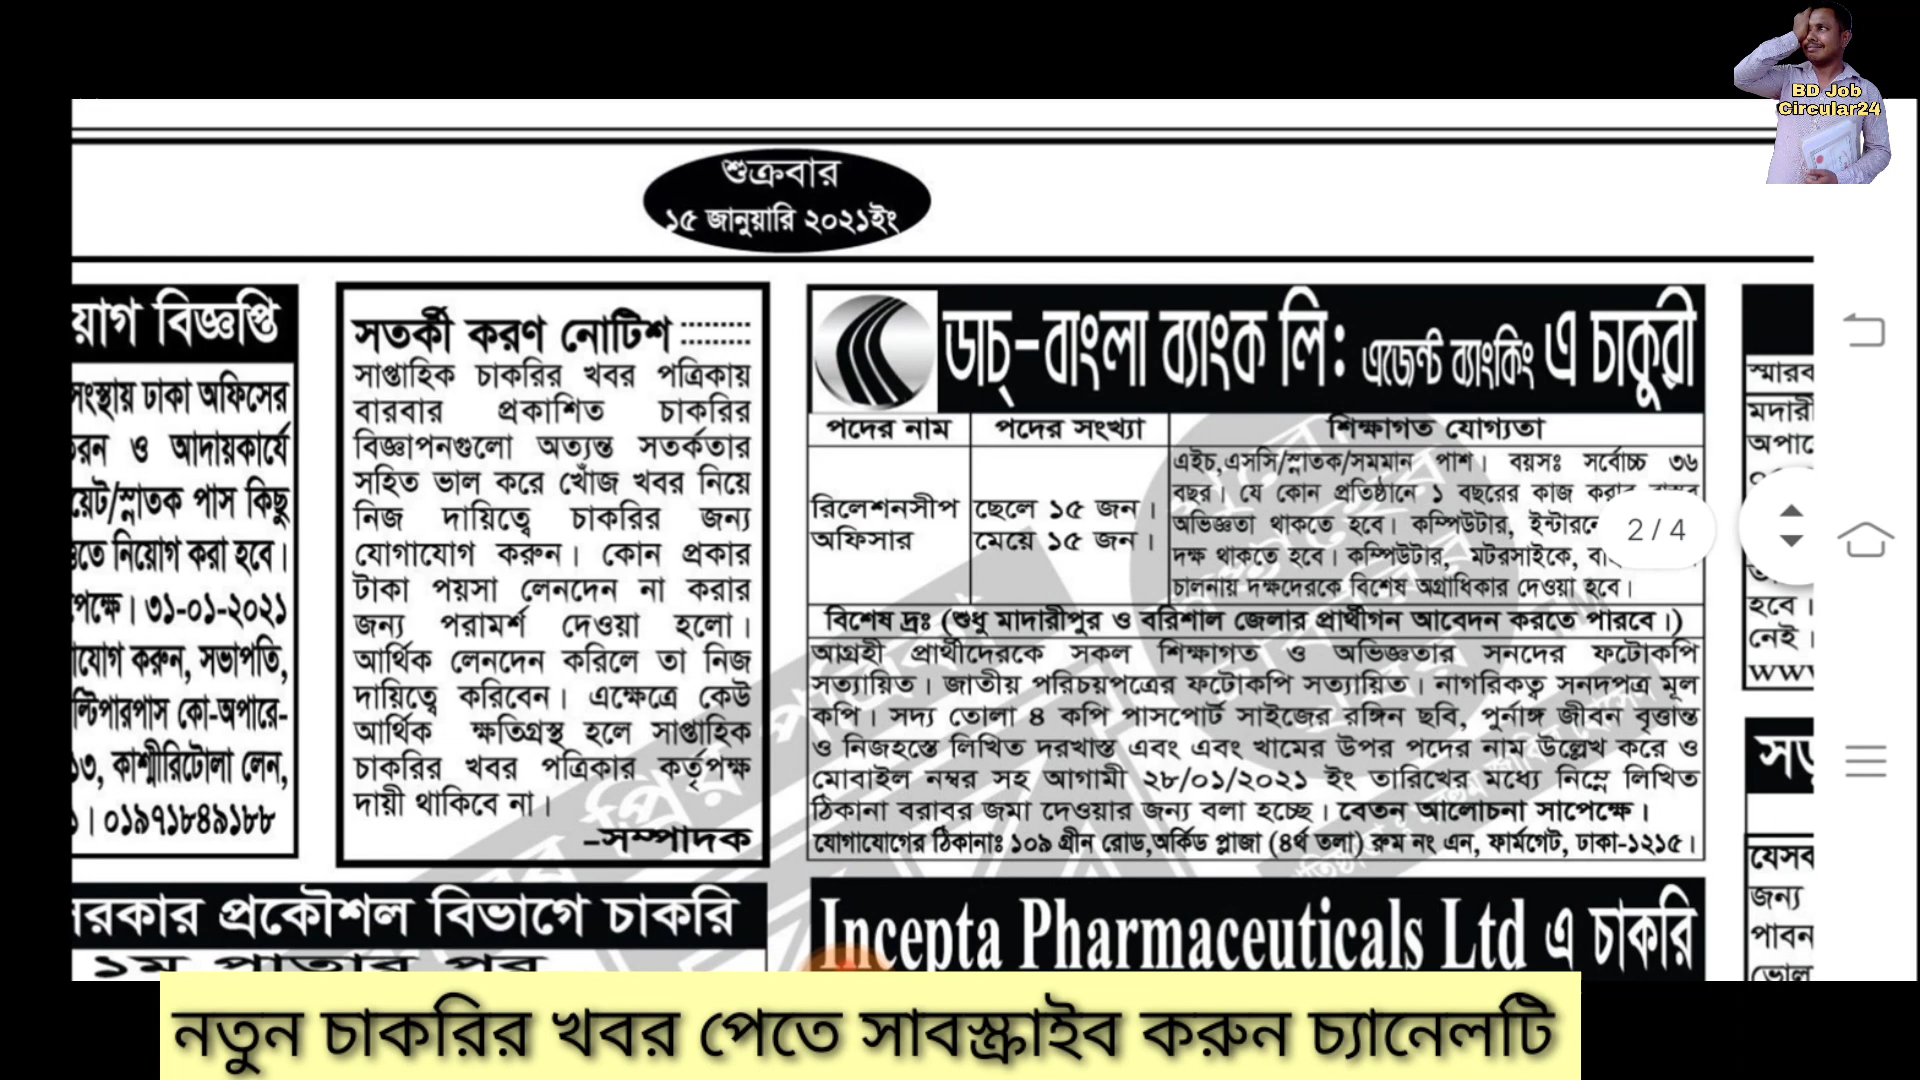 BD Job
Circular24
শুক্রবার
১৫ জানুয়ারি ২০২১ইং
য়োগ বিজ্ঞপ্তি
সংস্থায় ঢাকা অফিসের
ও আদায়কার্যে
য়েট/স্নাতক পাস কিছু
নিয়োগ করা হবে।
পেক্ষে। ৩১-০১-২০২১
যোগ করুন, সভাপতি,
ল্টিপারপাস কো-অপারে-
১৩, কাশ্মীরিটোলা লেন,
। ০১৯৭১৮৪৯১৮৮
সতর্কী করণ নোটিশ
সাপ্তাহিক চাকরির খবর পত্রিকায়
বারবার প্রকাশিত চাকরির
বিজ্ঞাপনগুলো অত্যন্ত সতর্কতার
সহিত ভাল করে খোঁজ খবর নিয়ে
নিজ দায়িত্বে চাকরির জন্য
যোগাযোগ করুন। কোন প্রকার
টাকা পয়সা লেনদেন না করার
জন্য পরামর্শ দেওয়া হলো।
আর্থিক লেনদেন করিলে তা নিজ
দায়িত্বে করিবেন। এক্ষেত্রে কেউ
আর্থিক ক্ষতিগ্রস্থ হলে সাপ্তাহিক
চাকরির খবর পত্রিকার কর্তৃপক্ষ
দায়ী থাকিবে না।
-সম্পাদক
ডাচ্-বাংলা ব্যাংক লি: এজেন্ট ব্যাংকিং এ চাকুরী
পদের নাম পদের সংখ্যা শিক্ষাগত যোগ্যতা
রিলেশনসীপ
অফিসার
ছেলে ১৫ জন।
মেয়ে ১৫ জন।
এইচ,এসসি/স্নাতক/সমমান পাশ। বয়সঃ সর্বোচ্চ ৩৬
বছর। যে কোন প্রতিষ্ঠানে ১ বছরের কাজ করার বাস্তব
অভিজ্ঞতা থাকতে হবে। কম্পিউটার, ইন্টারনে
দক্ষ থাকতে হবে। কম্পিউটার, মটরসাইকে,
চালনায় দক্ষদেরকে বিশেষ অগ্রাধিকার দেওয়া হবে।
বিশেষ দ্রঃ (শুধু মাদারীপুর ও বরিশাল জেলার প্রার্থীগন আবেদন করতে পারবে।)
আগ্রহী প্রার্থীদেরকে সকল শিক্ষাগত ও অভিজ্ঞতার সনদের ফটোকপি
সত্যায়িত। জাতীয় পরিচয়পত্রের ফটোকপি সত্যায়িত। নাগরিকত্ব সনদপত্র মূল
কপি। সদ্য তোলা ৪ কপি পাসপোর্ট সাইজের রঙ্গিন ছবি, পুর্নাঙ্গ জীবন বৃত্তান্ত
ও নিজহস্তে লিখিত দরখাস্ত এবং এবং খামের উপর পদের নাম উল্লেখ করে ও
মোবাইল নম্বর সহ আগামী ২৮/০১/২০২১ ইং তারিখের মধ্যে নিম্নে লিখিত
ঠিকানা বরাবর জমা দেওয়ার জন্য বলা হচ্ছে। বেতন আলোচনা সাপেক্ষে।
যোগাযোগের ঠিকানাঃ ১০৯ গ্রীন রোড,অর্কিড প্লাজা (৪র্থ তলা) রুম নং এন, ফার্মগেট, ঢাকা-১২১৫।
2/4
স্মারক
মদারী
অপারে
হবে।
নেই।
www
সড়
যেসব
জন্য
পাবন
সরকার প্রকৌশল বিভাগে চাকরি
১ম পাতার পর
Incepta Pharmaceuticals Ltd এ চাকরি
নতুন চাকরির খবর পেতে সাবস্ক্রাইব করুন চ্যানেলটি